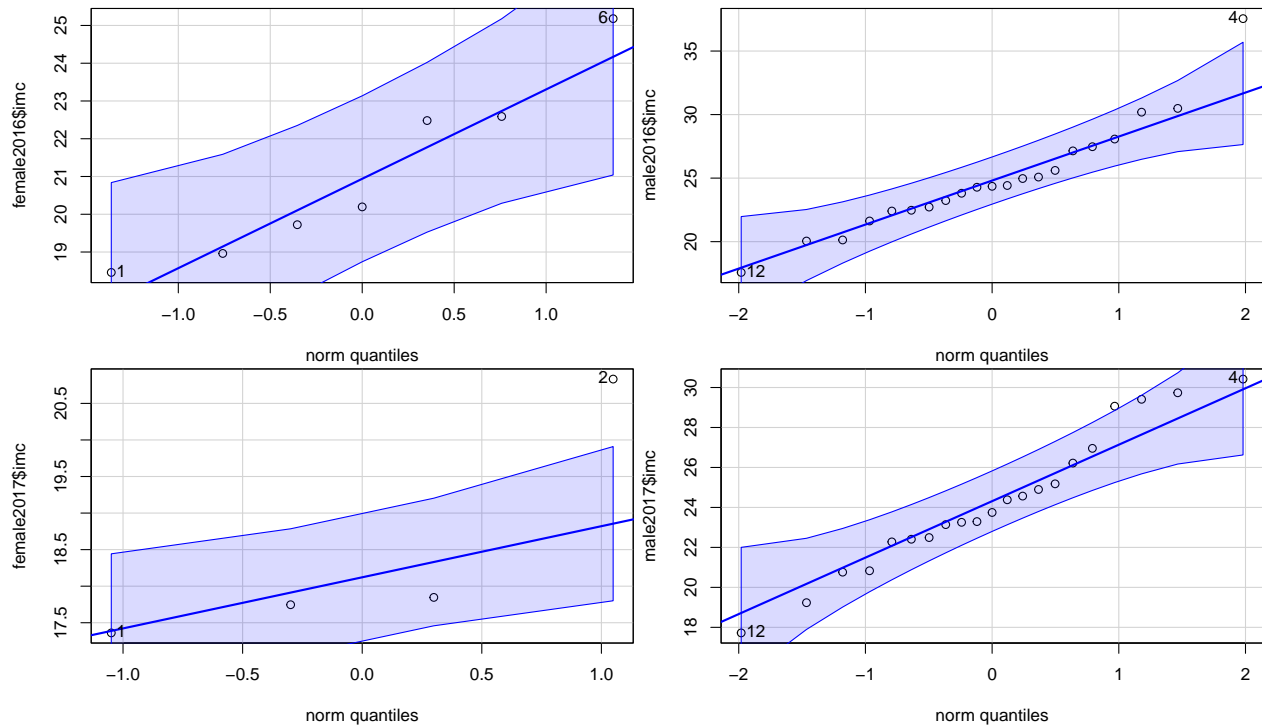 female2016$imc
25
24
23
22
21
20
19
6
1
−1.0 −0.5 0.0 0.5 1.0
norm quantiles
male2016$imc
35
30
25
20
4
12
−2 −1 0 1 2
norm quantiles
female2017$imc
20.5
19.5
18.5
17.5
2
1
−1.0 −0.5 0.0 0.5 1.0
norm quantiles
male2017$imc
30
28
26
24
22
20
18
4
12
−2 −1 0 1 2
norm quantiles